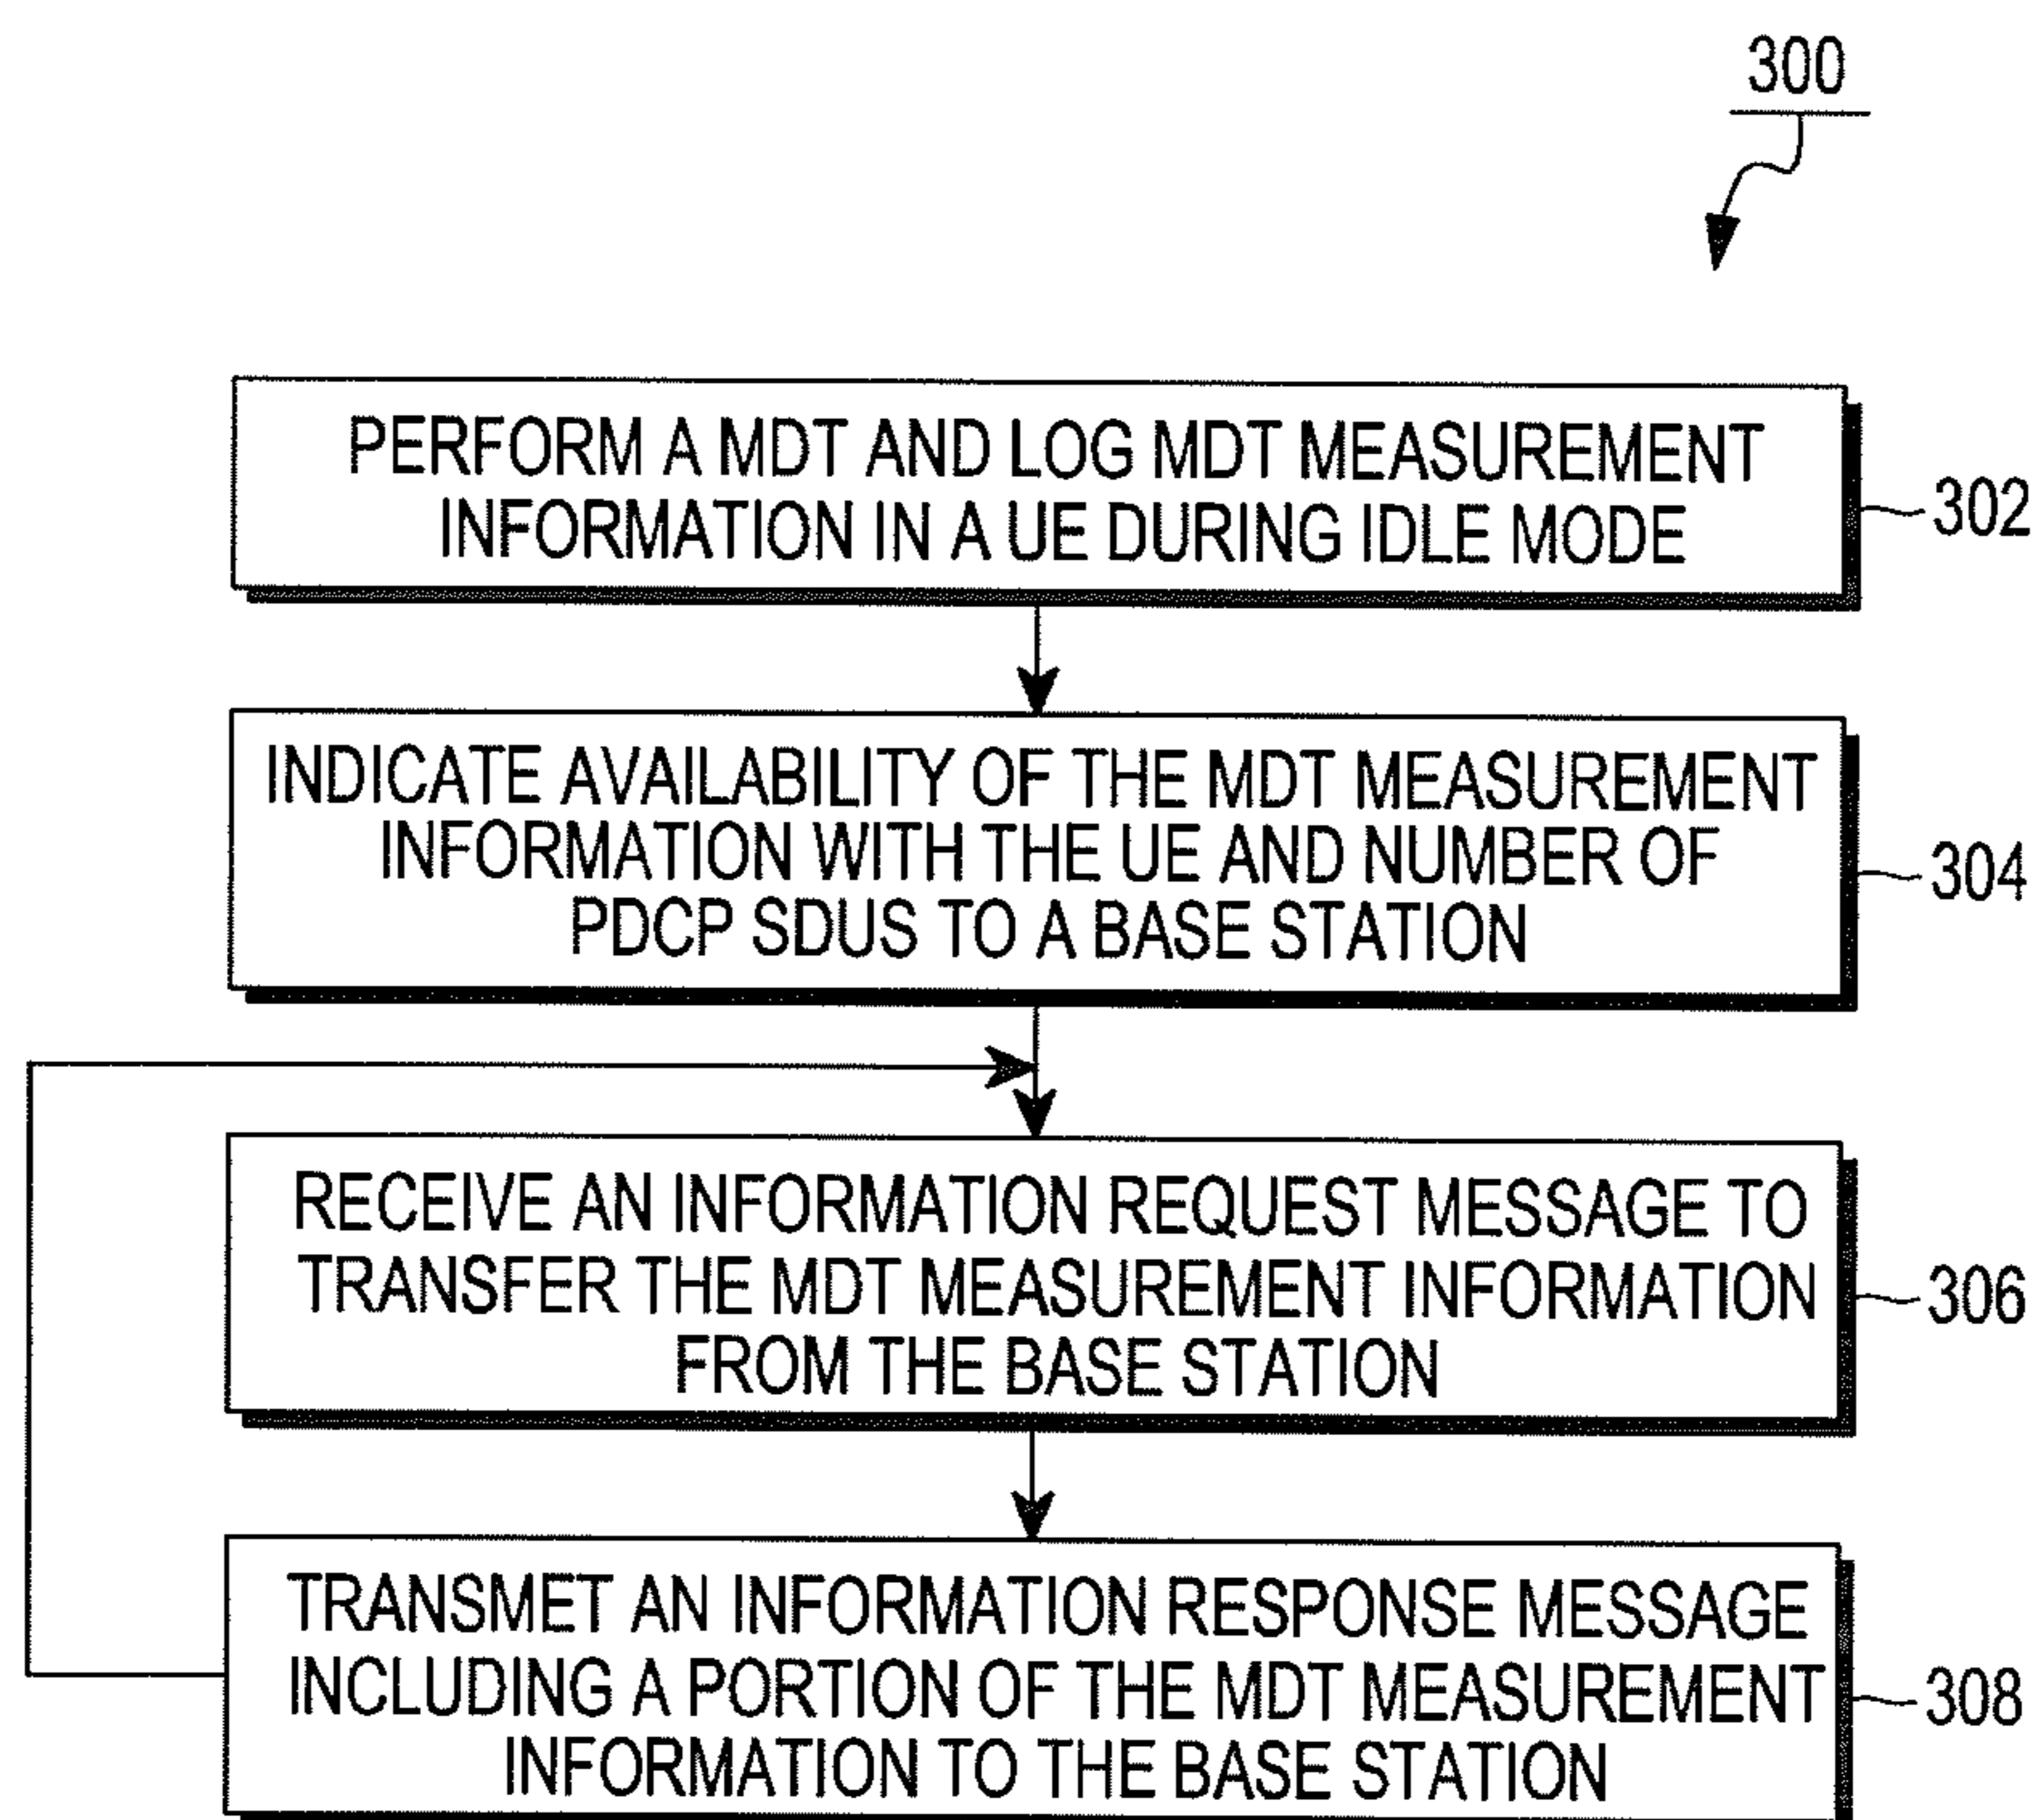 300
PERFORM A MDT AND LOG MDT MEASUREMENT
INFORMATION IN A UE DURING IDLE MODE
302
INDICATE AVAILABILITY OF THE MDT MEASUREMENT
INFORMATION WITH THE UE AND NUMBER OF
PDCP SDUS TO A BASE STATION
304
RECEIVE AN INFORMATION REQUEST MESSAGE TO
TRANSFER THE MDT MEASUREMENT INFORMATION
FROM THE BASE STATION
306
TRANSMET AN INFORMATION RESPONSE MESSAGE
INCLUDING A PORTION OF THE MDT MEASUREMENT
INFORMATION TO THE BASE STATION
308